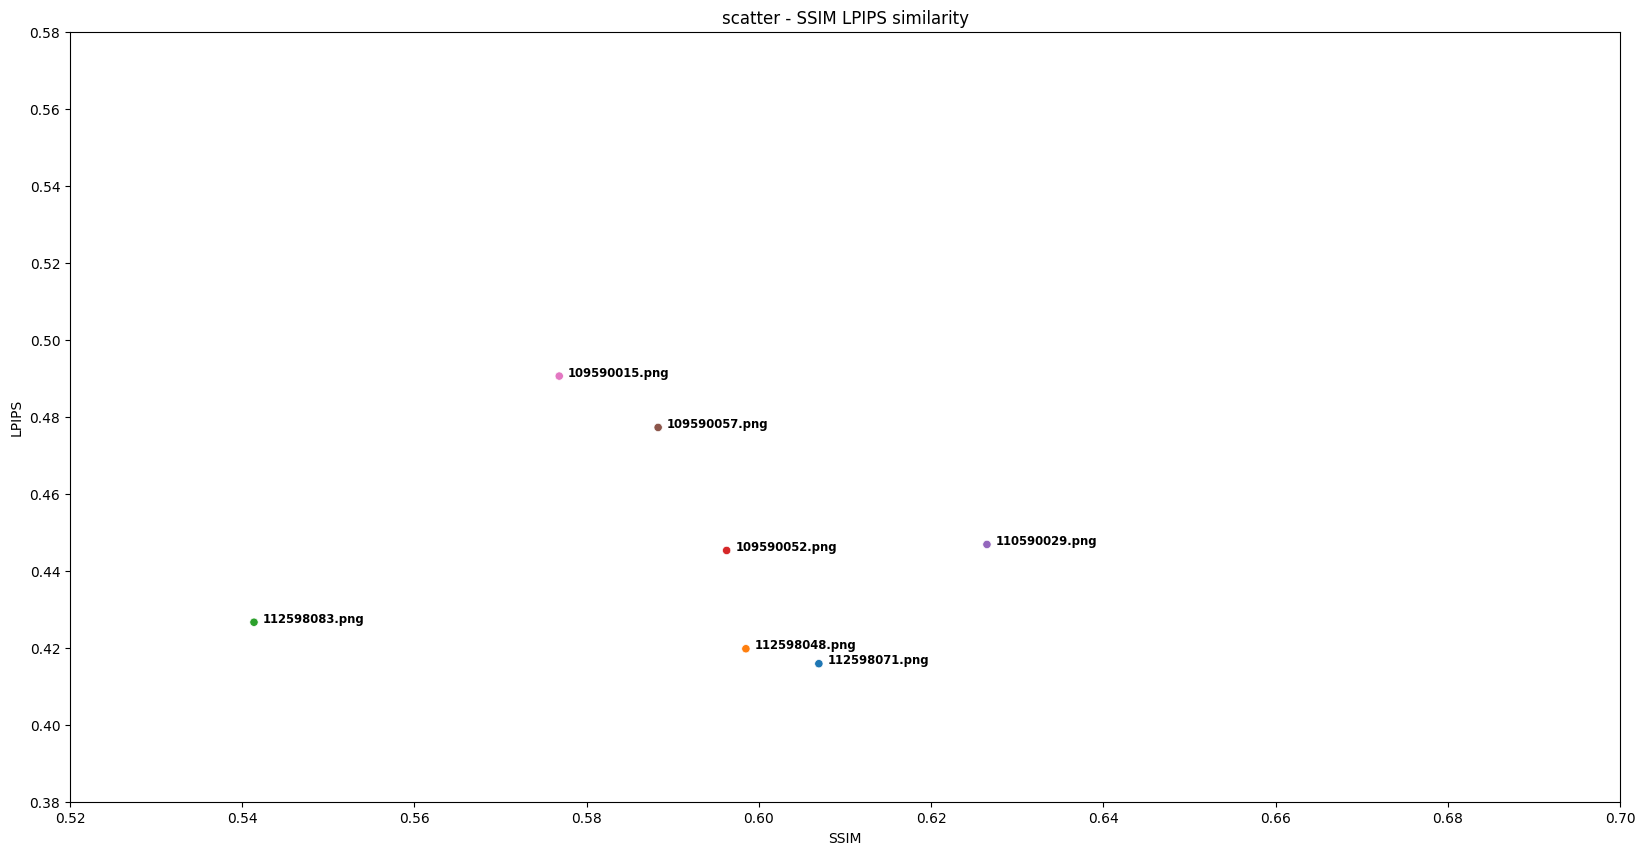 scatter - SSIM LPIPS similarity
0.58
0.56
0.54
0.52
0.50
0.48
0.46
0.44
0.42
0.40
0.38
LPIPS
109590015.png
109590057.png
109590052.png
110590029.png
112598083.png
112598048.png
112598071.png
0.52 0.54 0.56 0.58 0.60 0.62 0.64 0.66 0.68 0.70
SSIM